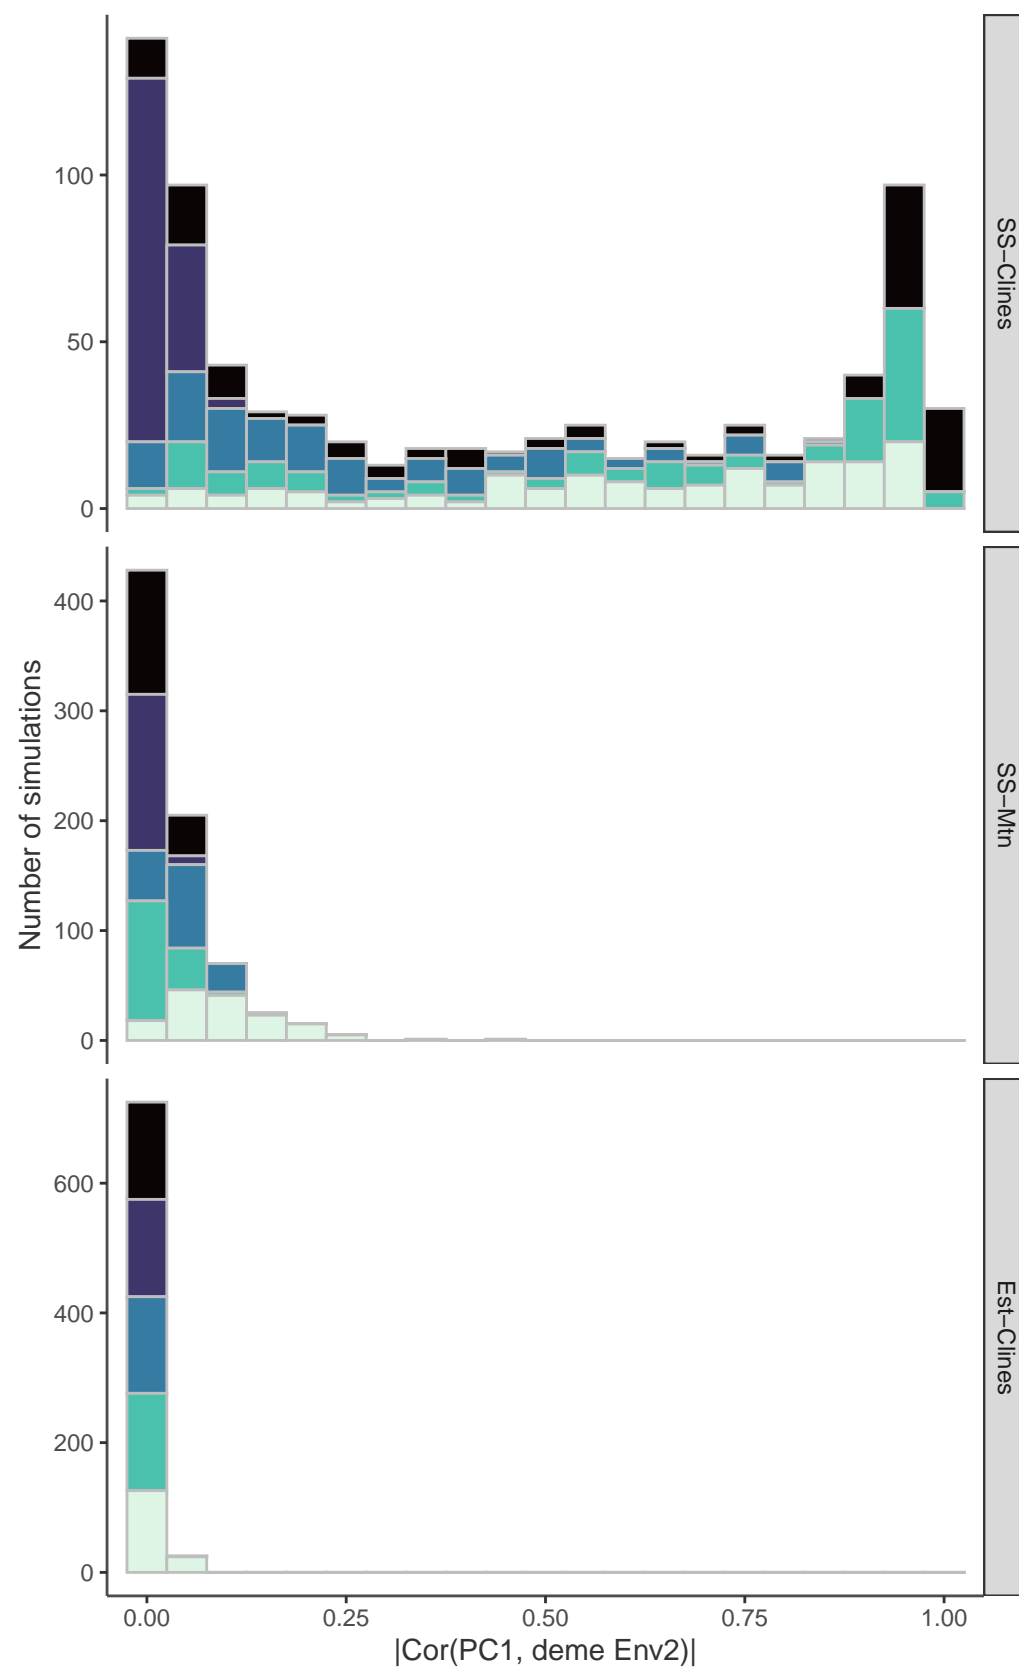 Number of simulations
100
50
0
SS−Clines
400
300
200
100
0
SS−Mtn
600
400
200
0
Est−Clines
0.00 0.25 0.50 0.75 1.00
|Cor(PC1, deme Env2)|